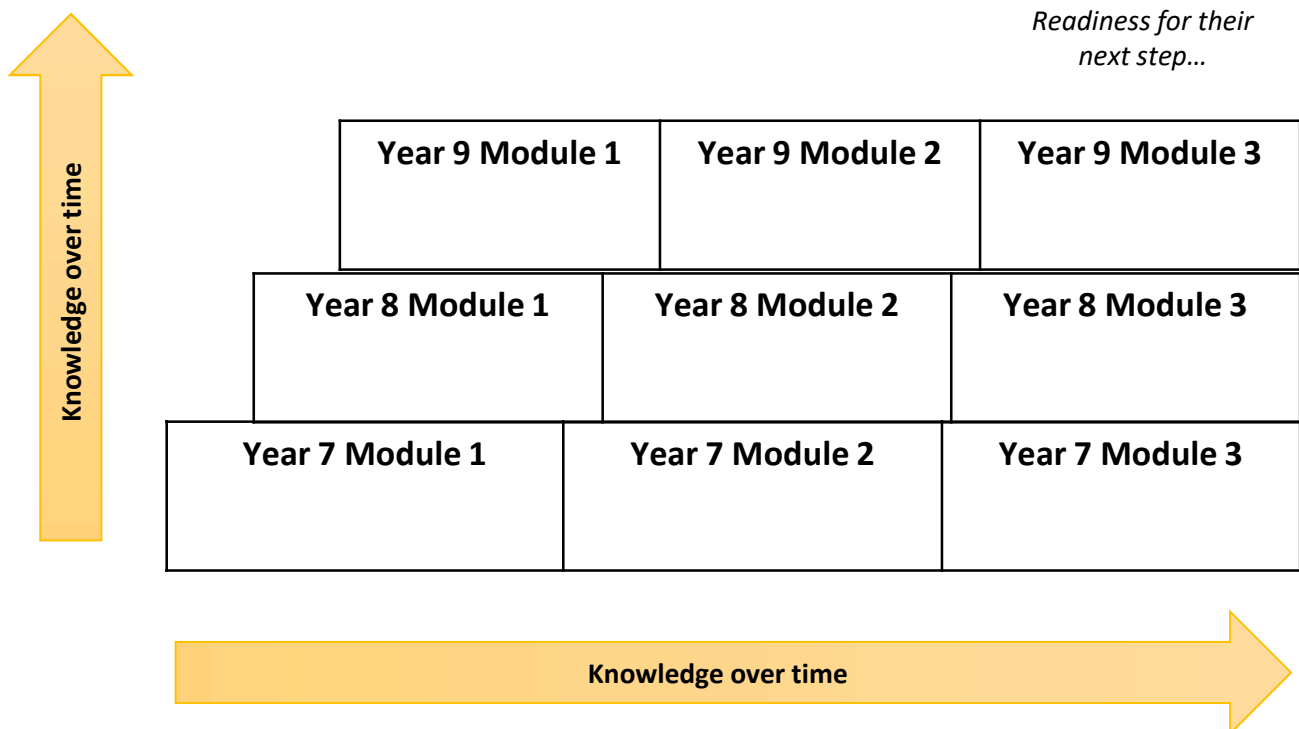 Readiness for their
next step…
Knowledge over time
Year 9 Module 1
Year 9 Module 2
Year 9 Module 3
Year 8 Module 1
Year 8 Module 2
Year 8 Module 3
Year 7 Module 1
Year 7 Module 2
Year 7 Module 3
Knowledge over time